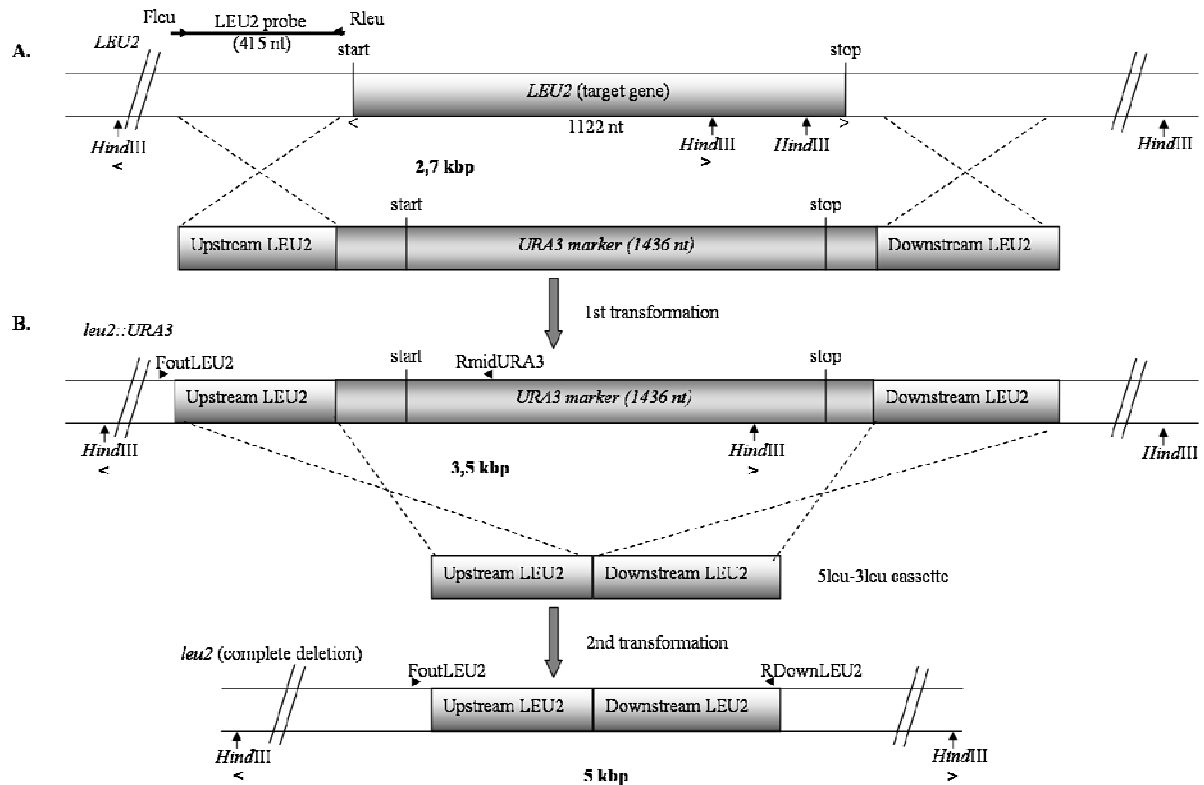 Fleu LEU2 probe Rleu
(415 nt)
A. LEU2 start stop
LEU2 (target gene)
< 1122 nt >
HindIII HindIII HindIII HindIII
< 2,7 kbp >
start stop
Upstream LEU2 URA3 marker (1436 nt) Downstream LEU2
1st transformation
B. leu2::URA3
FoutLEU2 start RmidURA3 stop
Upstream LEU2 URA3 marker (1436 nt) Downstream LEU2
HindIII HindIII HindIII
< 3,5 kbp >
Upstream LEU2 Downstream LEU2 5leu-3leu cassette
2nd transformation
leu2 (complete deletion)
FoutLEU2 RDownLEU2
Upstream LEU2 Downstream LEU2
HindIII HindIII
< 5 kbp >